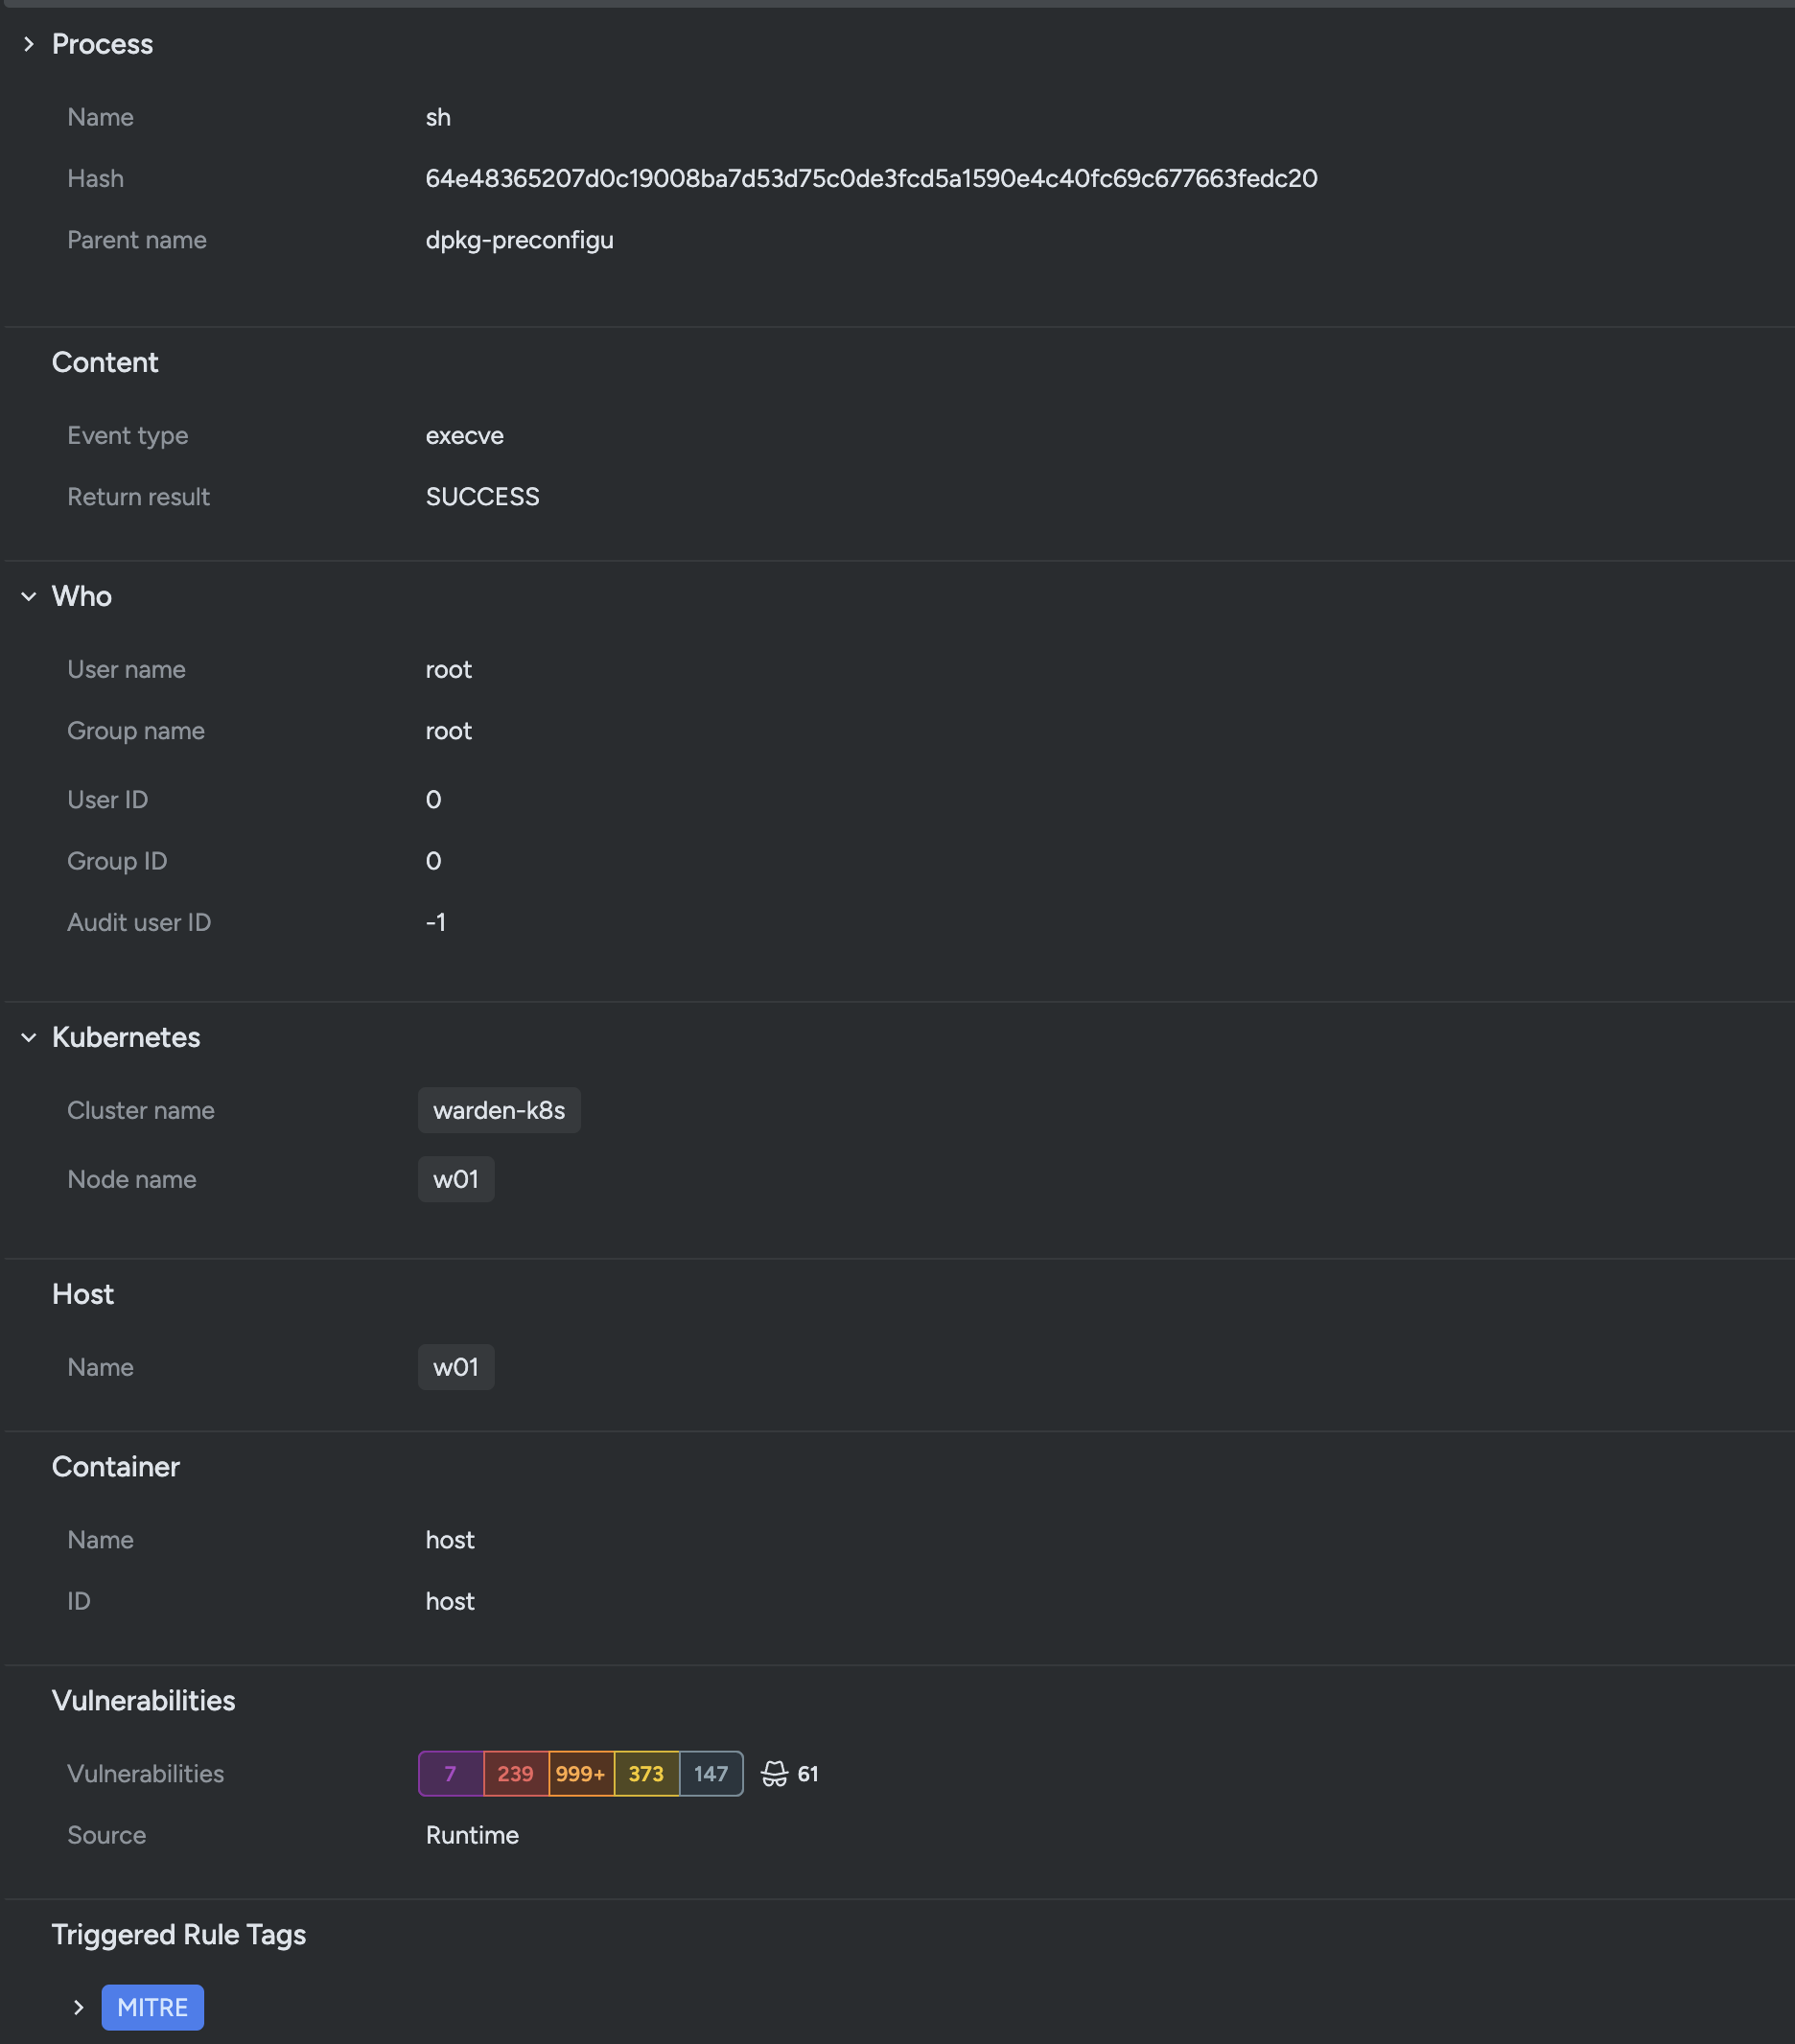 Process
Name sh
Hash 64e48365207d0c19008ba7d53d75c0de3fcd5a1590e4c40fc69c677663fedc20
Parent name dpkg-preconfigu
Content
Event type execve
Return result SUCCESS
Who
User name root
Group name root
User ID 0
Group ID 0
Audit user ID -1
Kubernetes
Cluster name warden-k8s
Node name w01
Host
Name w01
Container
Name host
ID host
Vulnerabilities
Vulnerabilities 7 239 999+ 373 147 61
Source Runtime
Triggered Rule Tags
MITRE